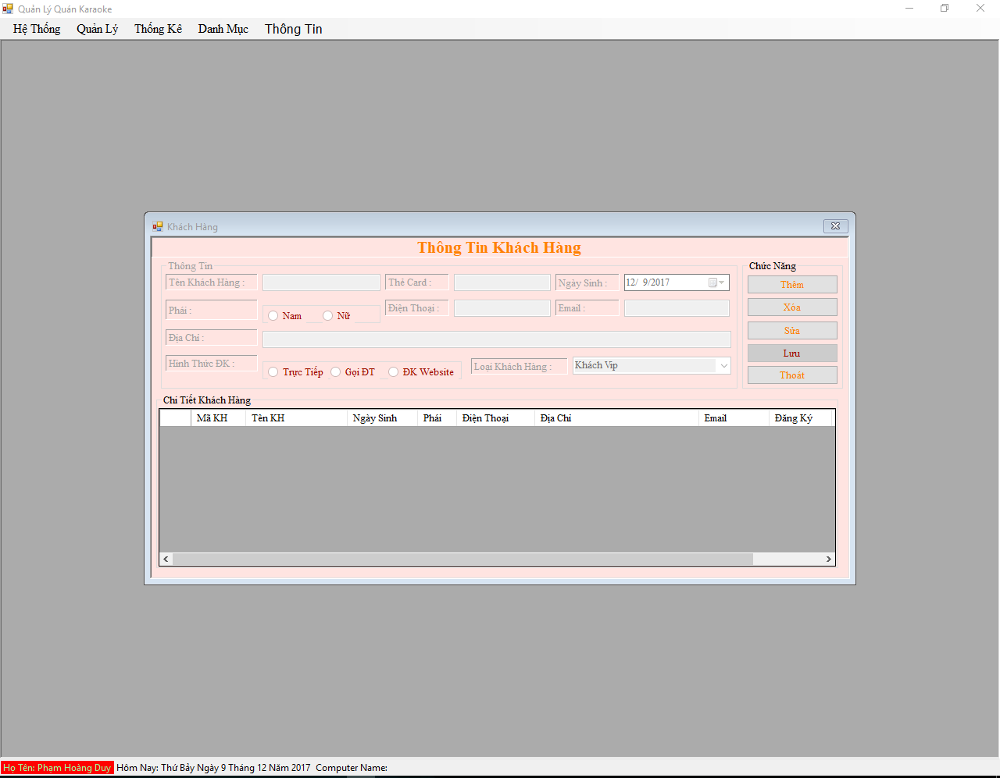 Quản Lý Quán Karaoke
Hệ Thống Quản Lý Thống Kê Danh Mục Thông Tin
Khách Hàng
Thông Tin Khách Hàng
Thông Tin
Tên Khách Hàng :
Thẻ Card :
Ngày Sinh :
12/ 9/2017
Phái :
Nam
Nữ
Điện Thoại :
Email :
Địa Chỉ :
Hình Thức ĐK :
Trực Tiếp
Gọi ĐT
ĐK Website
Loại Khách Hàng :
Khách Vip
Chức Năng
Thêm
Xóa
Sửa
Lưu
Thoát
Chi Tiết Khách Hàng
Mã KH Tên KH Ngày Sinh Phái Điện Thoại Địa Chỉ Email Đăng Ký
Họ Tên: Phạm Hoàng Duy Hôm Nay: Thứ Bẩy Ngày 9 Tháng 12 Năm 2017 Computer Name: